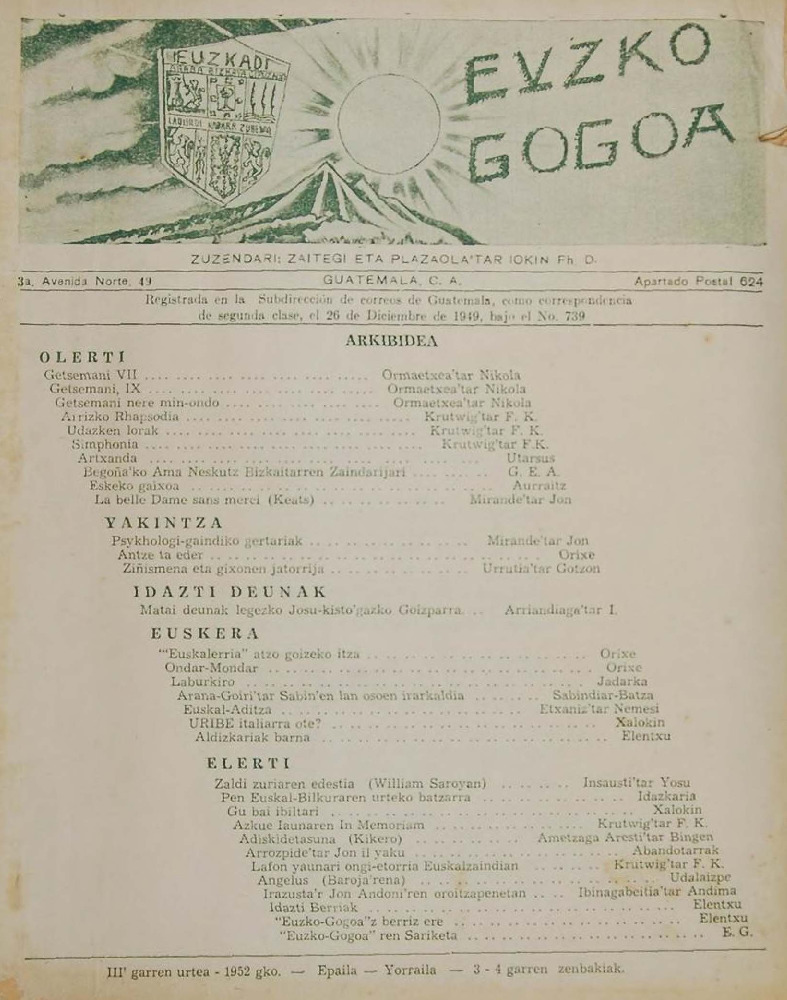 EUZKADI
ARABA BIZKAIA GIPUZKOA
LABURDI NABARA ZUBEROA
EVZKO
GOGOA
ZUZENDARI: ZAITEGI ETA PLAZAOLA'TAR IOKIN Fh. D.
3a. Avenida Norte, 49 GUATEMALA, C. A. Apartado Postal 624
Registrada en la Subdirección de correos de Guatemala, como correspondencia
de segunda clase, el 26 de Diciembre de 1949, bajo el No. 739
ARKIBIDEA
OLERTI
Getsemani VII .... Ormaetxea'tar Nikola
Getsemani, IX .... Ormaetxea'tar Nikola
Getsemani nere min-ondo .... Ormaetxea'tar Nikola
Airizko Rhapsodia .... Krutwig'tar F. K.
Udazken lorak .... Krutwig'tar F. K.
Simphonia .... Krutwig'tar F.K.
Artxanda .... Utarsus
Begoña'ko Ama Neskutz Bizkaitarren Zaindarijari .... G. E. A.
Eskeko gaixoa .... Aurraitz
La belle Dame sans merci (Keats) .... Mirande'tar Jon
YAKINTZA
Psykhologi-gaindiko gertariak .... Mirande'tar Jon
Antze ta eder .... Orixe
Ziñismena eta gixonen jatorrija .... Urrutia'tar Gotzon
IDAZTI DEUNAK
Matai deunak legezko Josu-kisto'gazko Goizparra. .. Arriandiaga'tar I.
EUSKERA
"'Euskalerria" atzo goizeko itza .... Orixe
Ondar-Mondar .... Orixe
Laburkiro .... Jadarka
Arana-Goiri'tar Sabin'en lan osoen irarkaldia .... Sabindiar-Batza
Euskal-Aditza .... Etxaniz'tar Nemesi
URIBE italiarra ote? .... Xalokin
Aldizkariak barna .... Elentxu
ELERTI
Zaldi zuriaren edestia (William Saroyan) .... Insausti'tar Yosu
Pen Euskal-Bilkuraren urteko batzarra .... Idazkaria
Gu bai ibiltari .... Xalokin
Azkue Iaunaren In Memoriam .... Krutwig'tar F. K.
Adiskidetasuna (Kikero) .... Ametzaga Aresti'tar Bingen
Arrozpide'tar Jon il yaku .... Abandotarrak
Lafon yaunari ongi-etorria Euskalzaindian .... Krutwig'tar F. K.
Angelus (Baroja'rena) .... Udalaizpe
Irazusta'r Jon Andoni'ren oroitzapenetan .... Ibinagabeitia'tar Andima
Idazti Berriak .... Elentxu
"Euzko-Gogoa"z berriz ere .... Elentxu
"Euzko-Gogoa" ren Sariketa .... E. G.
III' garren urtea - 1952 gko. — Epaila — Yorraila — 3 - 4 garren zenbakiak.